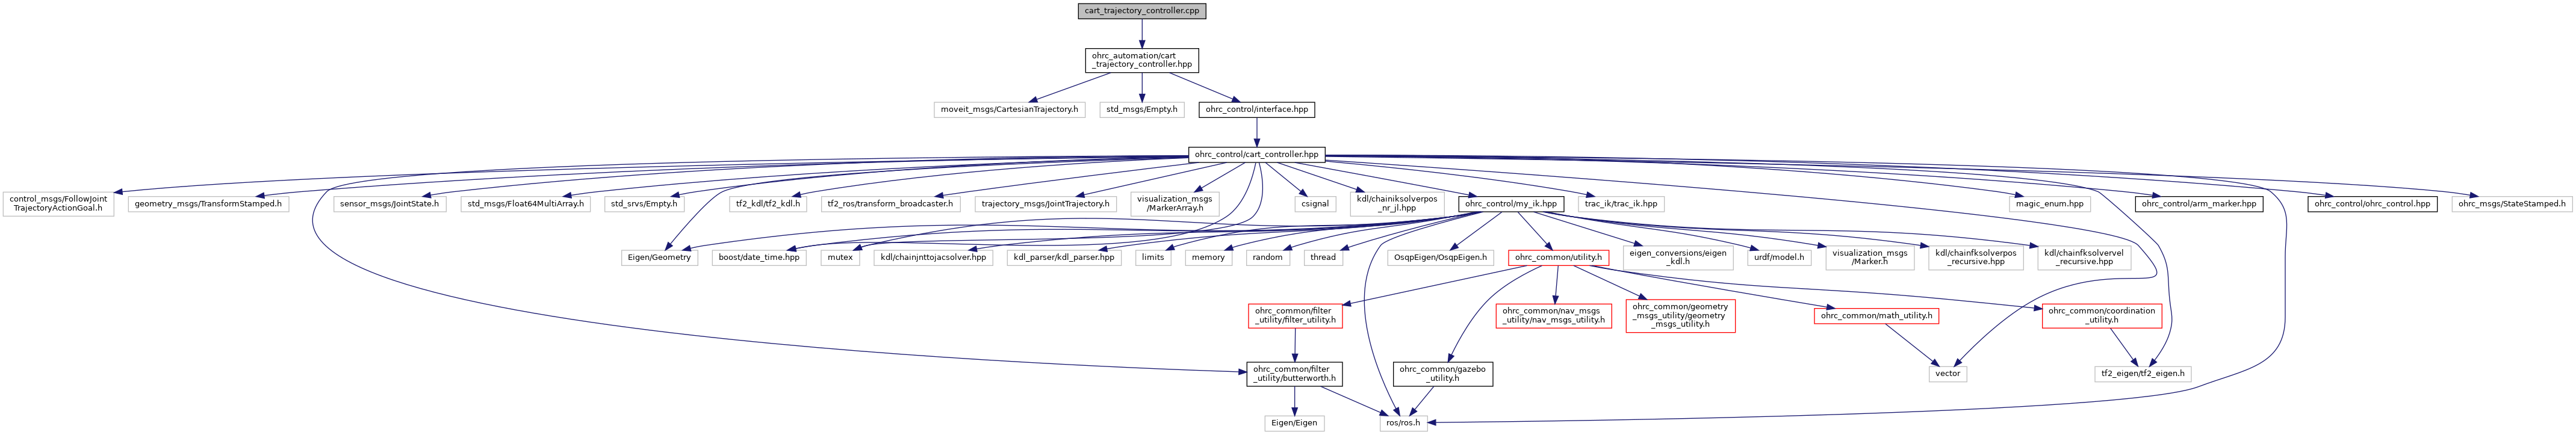 cart_trajectory_controller.cpp
ohrc_automation/cart
_trajectory_controller.hpp
moveit_msgs/CartesianTrajectory.h
std_msgs/Empty.h
ohrc_control/interface.hpp
ohrc_control/cart_controller.hpp
control_msgs/FollowJoint
TrajectoryActionGoal.h
geometry_msgs/TransformStamped.h
sensor_msgs/JointState.h
std_msgs/Float64MultiArray.h
std_srvs/Empty.h
tf2_kdl/tf2_kdl.h
tf2_ros/transform_broadcaster.h
trajectory_msgs/JointTrajectory.h
visualization_msgs
/MarkerArray.h
csignal
kdl/chainiksolverpos
_nr_jl.hpp
ohrc_control/my_ik.hpp
trac_ik/trac_ik.hpp
magic_enum.hpp
ohrc_control/arm_marker.hpp
ohrc_control/ohrc_control.hpp
ohrc_msgs/StateStamped.h
Eigen/Geometry
boost/date_time.hpp
mutex
kdl/chainjnttojacsolver.hpp
kdl_parser/kdl_parser.hpp
limits
memory
random
thread
OsqpEigen/OsqpEigen.h
ohrc_common/utility.h
eigen_conversions/eigen
_kdl.h
urdf/model.h
visualization_msgs
/Marker.h
kdl/chainfksolverpos
_recursive.hpp
kdl/chainfksolvervel
_recursive.hpp
ohrc_common/filter
_utility/filter_utility.h
ohrc_common/nav_msgs
_utility/nav_msgs_utility.h
ohrc_common/geometry
_msgs_utility/geometry
_msgs_utility.h
ohrc_common/math_utility.h
ohrc_common/coordination
_utility.h
ohrc_common/filter
_utility/butterworth.h
ohrc_common/gazebo
_utility.h
vector
tf2_eigen/tf2_eigen.h
Eigen/Eigen
ros/ros.h